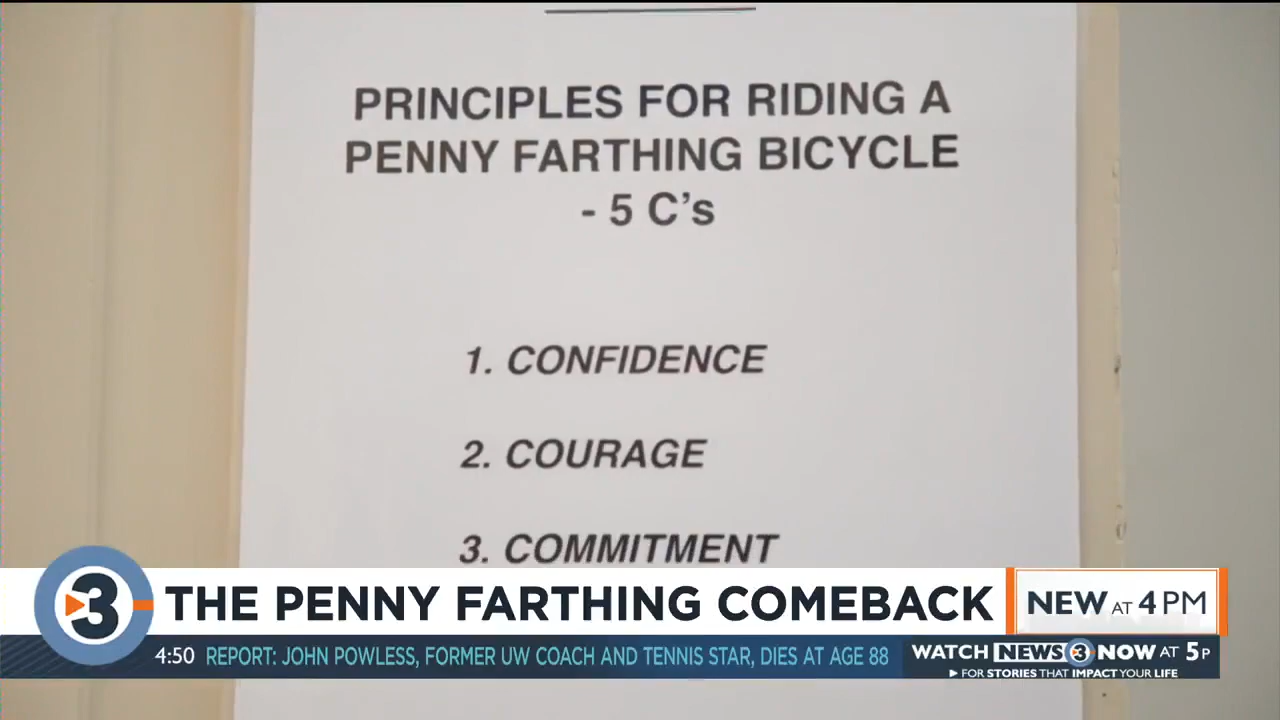 PRINCIPLES FOR RIDING A
PENNY FARTHING BICYCLE
- 5 C's
1. CONFIDENCE
2. COURAGE
3. COMMITMENT
3 THE PENNY FARTHING COMEBACK
NEW AT 4 PM
4:50 REPORT: JOHN POWLESS, FORMER UW COACH AND TENNIS STAR, DIES AT AGE 88
WATCH NEWS 3 NOW AT 5P
FOR STORIES THAT IMPACT YOUR LIFE